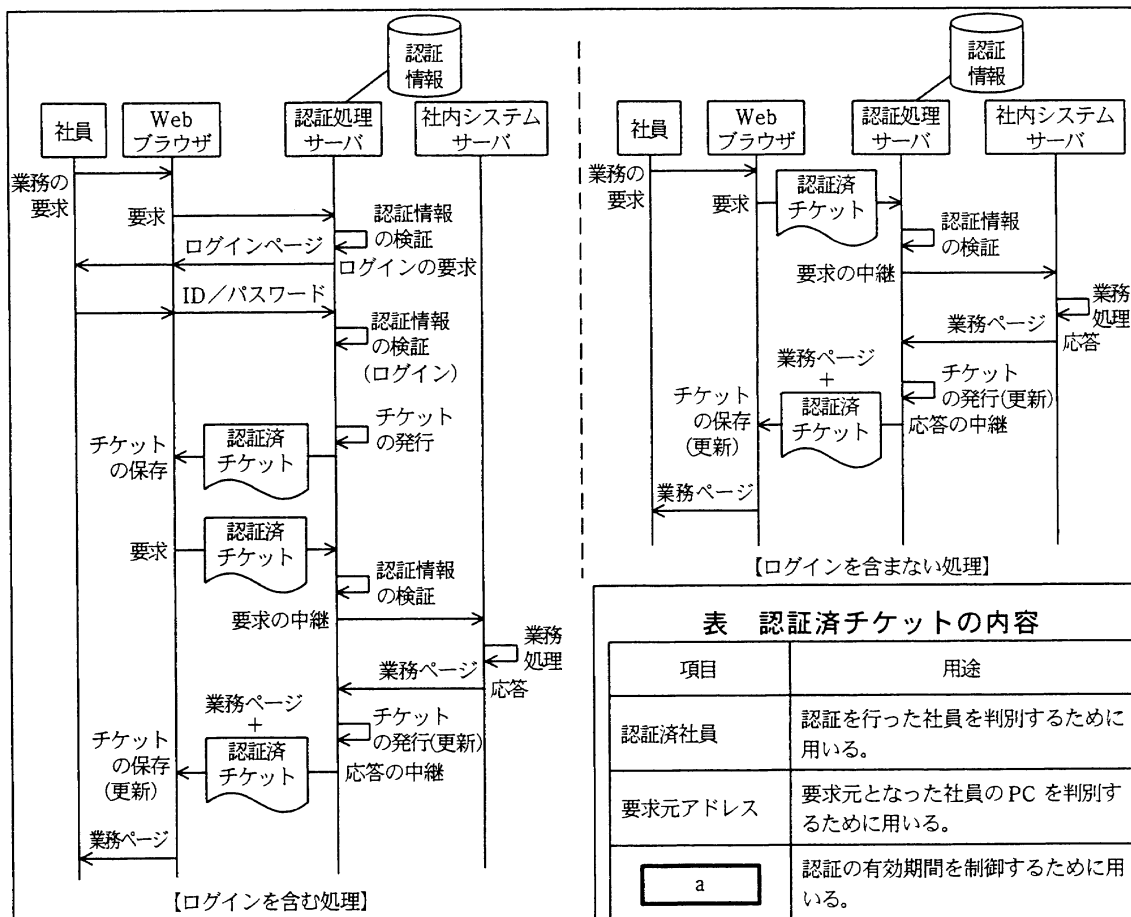 認証
情報
社員
Web
ブラウザ
認証処理
サーバ
社内システム
サーバ
業務の
要求
要求
認証情報
の検証
ログインページ
ログインの要求
ID／パスワード
認証情報
の検証
（ログイン）
チケット
の発行
チケット
の保存
認証済
チケット
要求
認証済
チケット
認証情報
の検証
要求の中継
業務
処理
業務ページ
応答
業務ページ
＋
チケット
の発行(更新)
チケット
の保存
(更新)
認証済
チケット
応答の中継
業務ページ
【ログインを含む処理】
認証
情報
社員
Web
ブラウザ
認証処理
サーバ
社内システム
サーバ
業務の
要求
要求
認証済
チケット
認証情報
の検証
要求の中継
業務
処理
業務ページ
応答
業務ページ
＋
チケット
の発行(更新)
チケット
の保存
(更新)
認証済
チケット
応答の中継
業務ページ
【ログインを含まない処理】
表 認証済チケットの内容
項目 用途
認証済社員 認証を行った社員を判別するために
用いる。
要求元アドレス 要求元となった社員の PC を判別す
るために用いる。
a 認証の有効期間を制御するために用
いる。